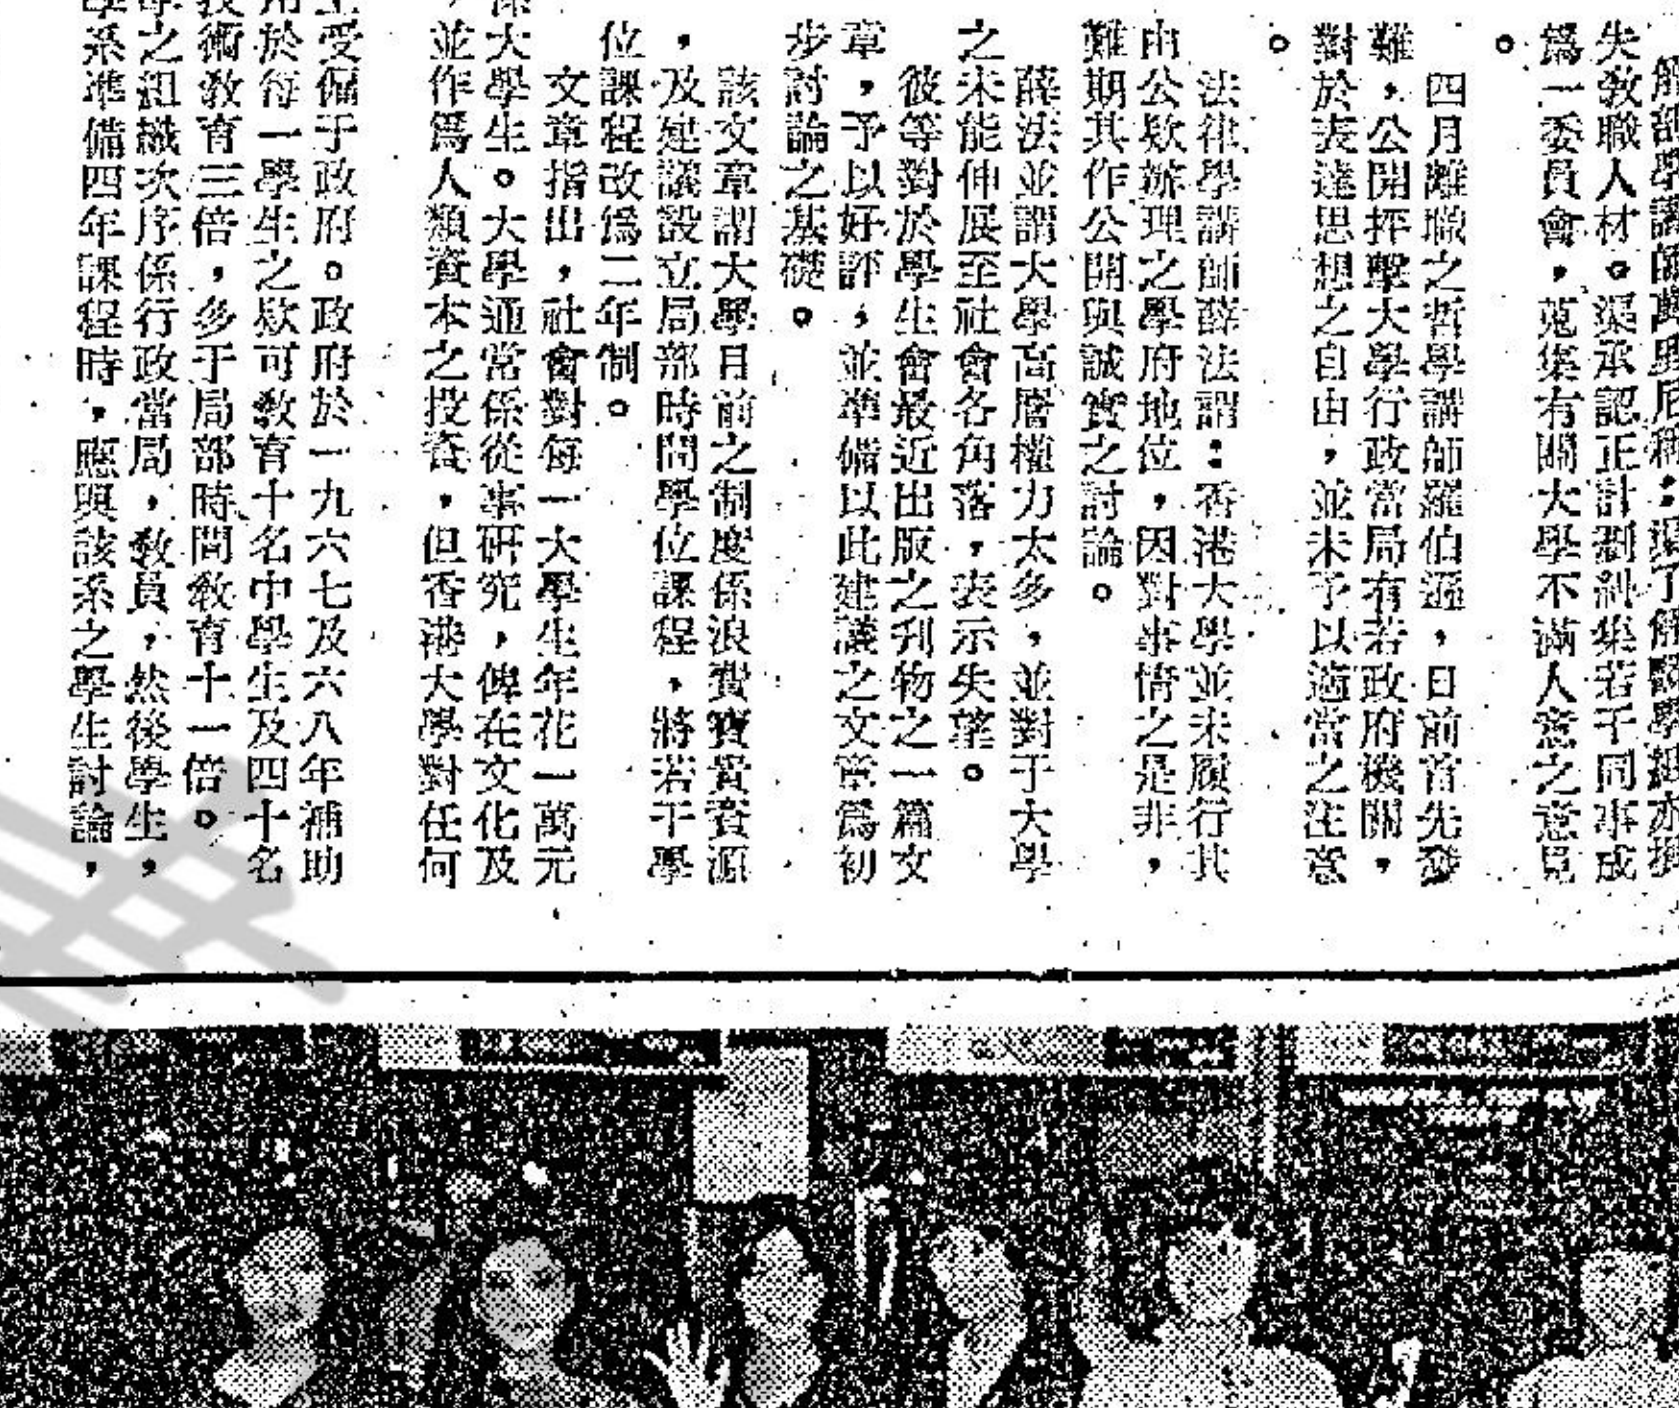 失教職人材。渠承認正計劃糾集若干同事成
爲一委員會,蒐集有關大學不滿人意之意見
。
四月離職之哲學講師羅伯遜,日前首先發
難,公開抨擊大學行政當局有若政府機關,
對於表達思想之自由,並未予以適當之注意
。
法律學講師薛法謂:香港大學並未履行其
由公欵辦理之學府地位,因對事情之是非,
難期其作公開與誠實之討論。
薛法並謂大學高層權力太多,並對于大學
之未能伸展至社會各角落,表示失望。
彼等對於學生會最近出版之刋物之一篇文
章,予以好評,並準備以此建議之文章爲初
步討論之基礎。
該文章謂大學目前之制度係浪費寶貴資源
,及建議設立局部時間學位課程,將若干學
位課程改爲二年制。
文章指出,社會對每一大學生年花一萬元
大學生。大學通常係從事研究,俾在文化及
並作爲人類資本之投資,但香港大學對任何
受僱于政府。政府於一九六七及六八年補助
於每一學生之欵可敎育十名中學生及四十名
技術敎育三倍,多于局部時間敎育十一倍。
之組織次序係行政當局,敎員,然後學生,
學系準備四年課程時,應與該系之學生討論,